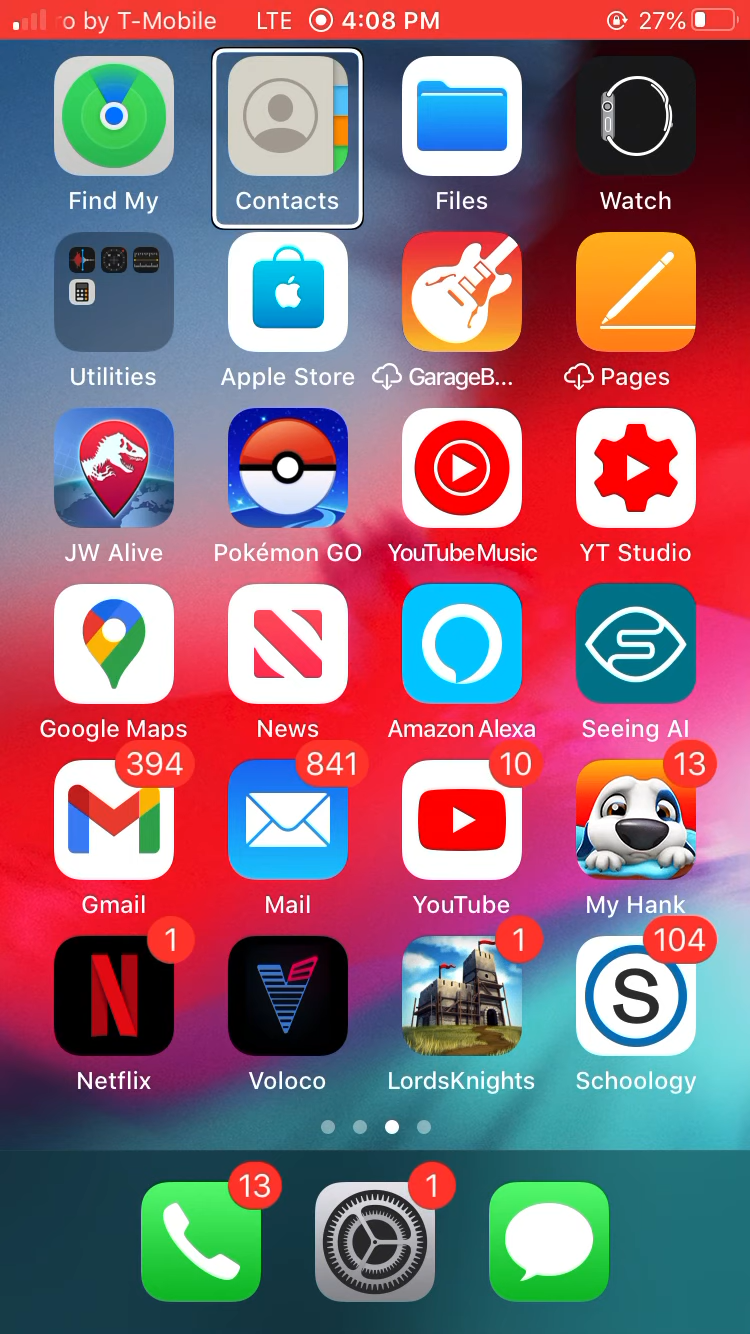 o by T-Mobile LTE 4:08 PM 27%
Find My Contacts Files Watch
Utilities Apple Store GarageB... Pages
JW Alive Pokémon GO YouTube Music YT Studio
Google Maps News Amazon Alexa Seeing AI
394 841 10 13
Gmail Mail YouTube My Hank
1 1 104
S
Netflix Voloco LordsKnights Schoology
13 1